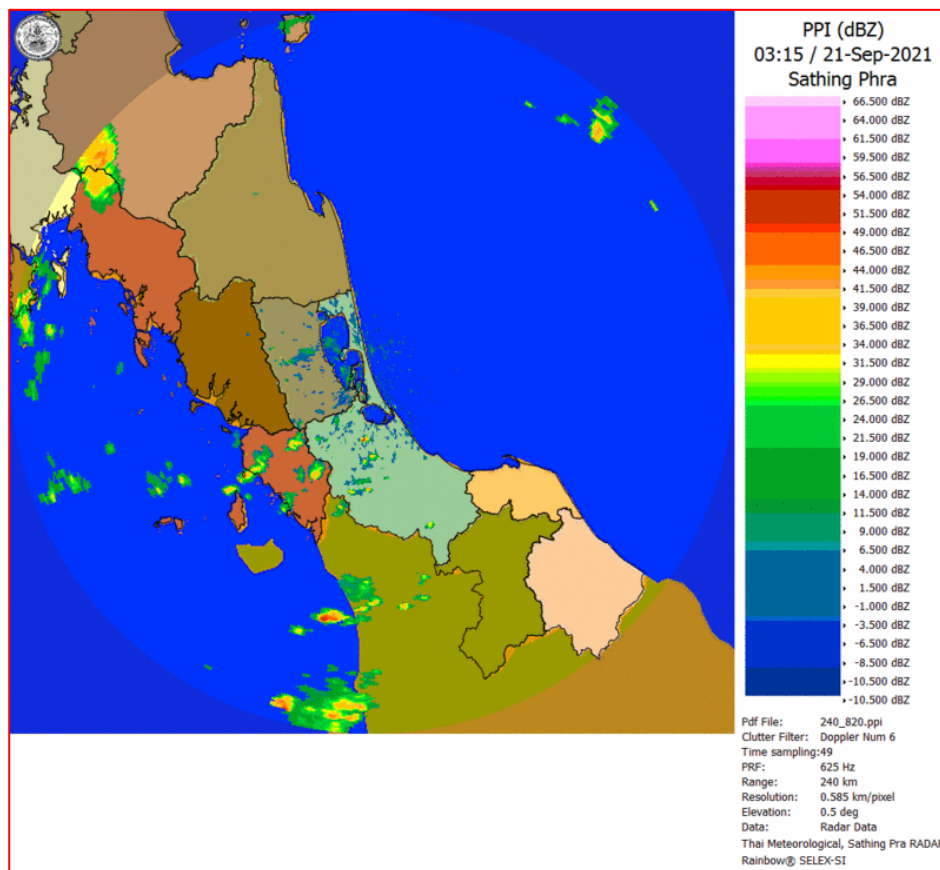 PPI (dBZ)
03:15 / 21-Sep-2021
Sathing Phra
66.500 dBZ
64.000 dBZ
61.500 dBZ
59.500 dBZ
56.500 dBZ
54.000 dBZ
51.500 dBZ
49.000 dBZ
46.500 dBZ
44.000 dBZ
41.500 dBZ
39.000 dBZ
36.500 dBZ
34.000 dBZ
31.500 dBZ
29.000 dBZ
26.500 dBZ
24.000 dBZ
21.500 dBZ
19.000 dBZ
16.500 dBZ
14.000 dBZ
11.500 dBZ
9.000 dBZ
6.500 dBZ
4.000 dBZ
1.500 dBZ
-1.000 dBZ
-3.500 dBZ
-6.500 dBZ
-8.500 dBZ
-10.500 dBZ
-10.500 dBZ
Pdf File: 240_820.ppi
Clutter Filter: Doppler Num 6
Time sampling:49
PRF: 625 Hz
Range: 240 km
Resolution: 0.585 km/pixel
Elevation: 0.5 deg
Data: Radar Data
Thai Meteorological, Sathing Pra RADAR
Rainbow® SELEX-SI